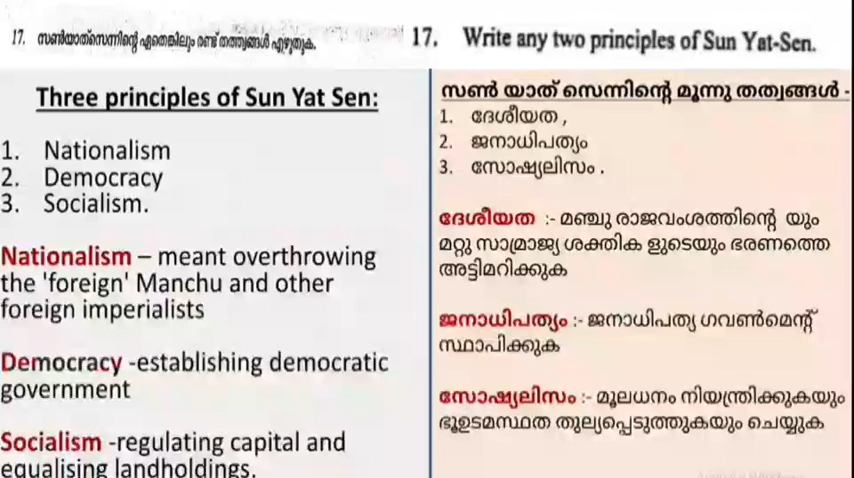 17. സൺയാത്സെന്നിന്റെ ഏതെങ്കിലും രണ്ട് തത്ത്വങ്ങൾ എഴുതുക.
17. Write any two principles of Sun Yat-Sen.
Three principles of Sun Yat Sen:
1. Nationalism
2. Democracy
3. Socialism.
Nationalism – meant overthrowing
the 'foreign' Manchu and other
foreign imperialists
Democracy -establishing democratic
government
Socialism -regulating capital and
equalising landholdings.
സൺ യാത് സെന്നിന്റെ മൂന്നു തത്വങ്ങൾ -
1. ദേശീയത ,
2. ജനാധിപത്യം
3. സോഷ്യലിസം .
ദേശീയത :- മഞ്ചു രാജവംശത്തിന്റെ യും
മറ്റു സാമ്രാജ്യ ശക്തിക ളുടെയും ഭരണത്തെ
അട്ടിമറിക്കുക
ജനാധിപത്യം :- ജനാധിപത്യ ഗവൺമെന്റ്
സ്ഥാപിക്കുക
സോഷ്യലിസം :- മൂലധനം നിയന്ത്രിക്കുകയും
ഭൂഉടമസ്ഥത തുല്യപ്പെടുത്തുകയും ചെയ്യുക